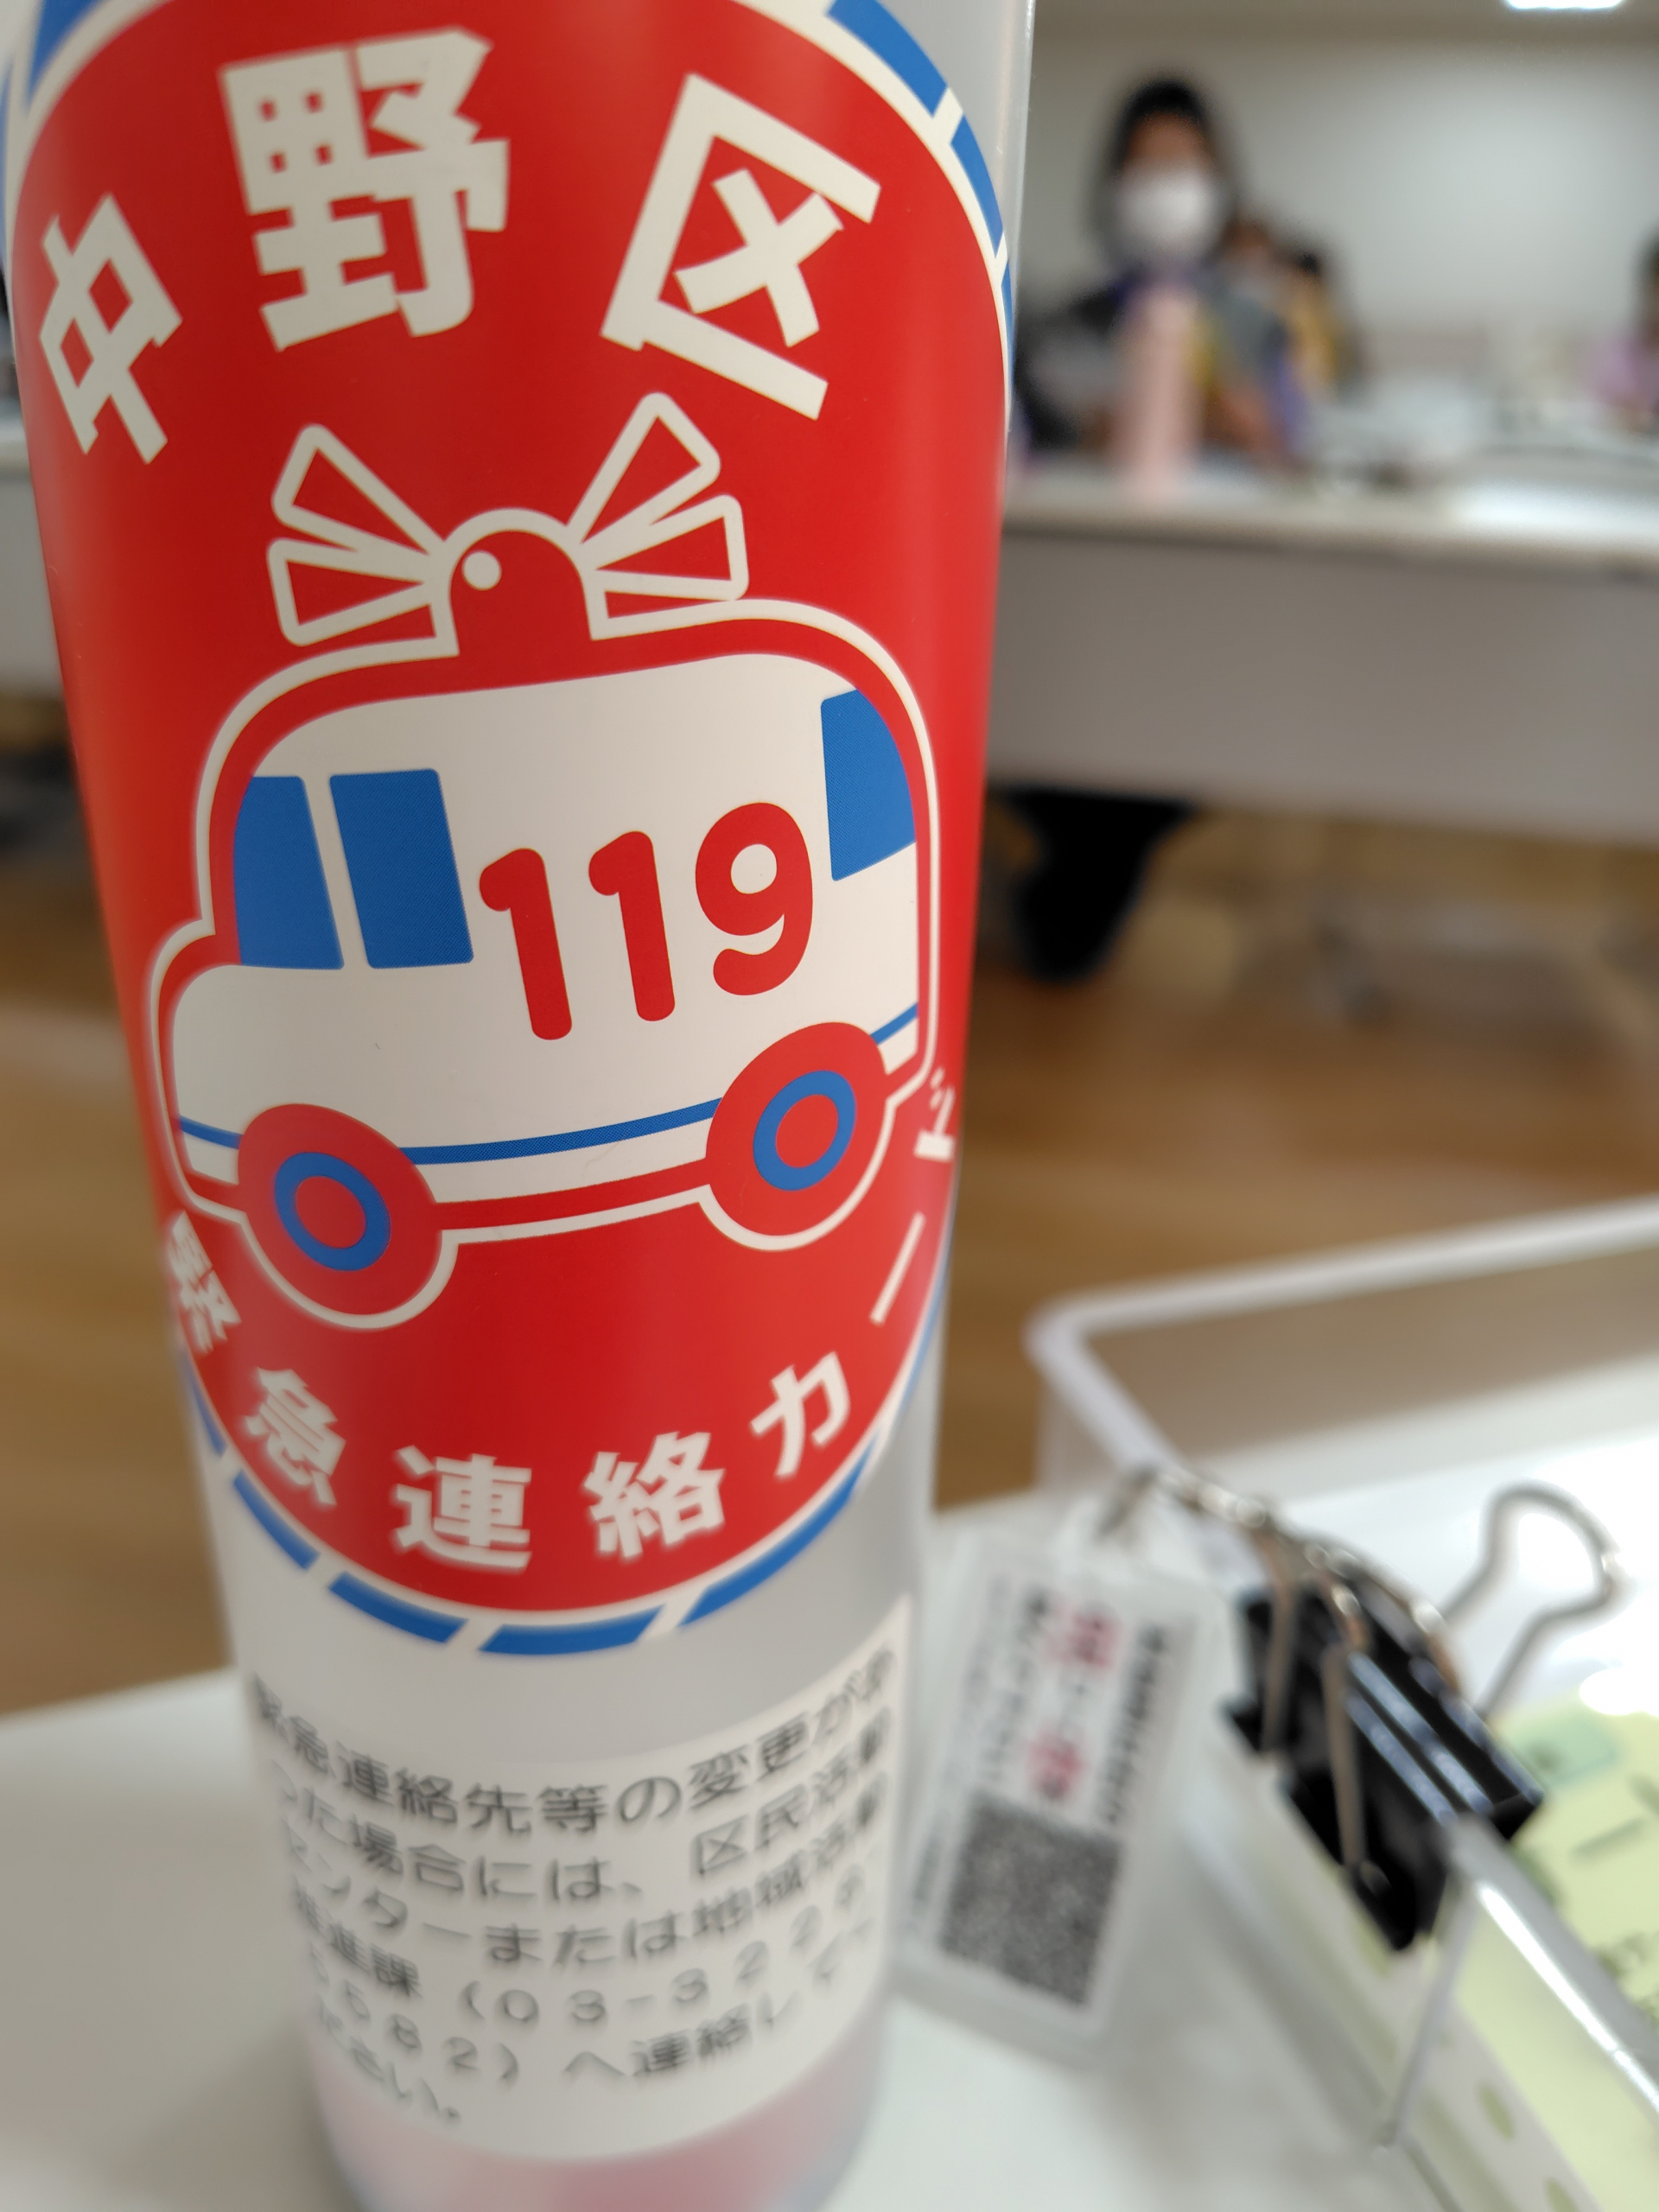 中野区
119
緊急連絡カード
緊急連絡先等の変更があ
った場合には、区民活動
センターまたは地域活動
推進課（03-322
5582）へ連絡して
ください。